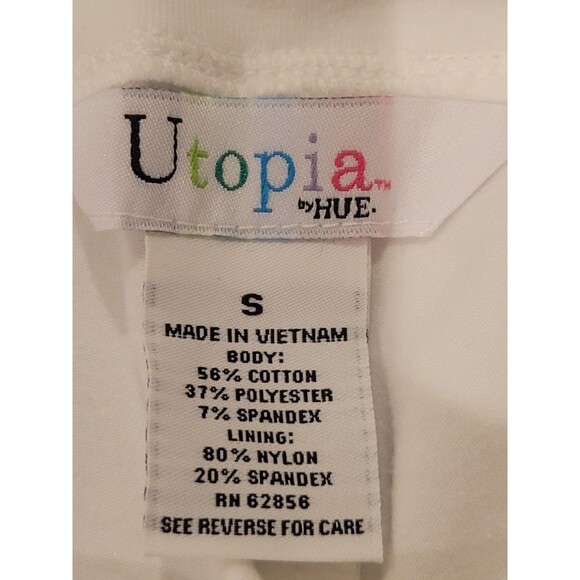 Utopia™
by HUE.
S
MADE IN VIETNAM
BODY:
56% COTTON
37% POLYESTER
7% SPANDEX
LINING:
80% NYLON
20% SPANDEX
RN 62856
SEE REVERSE FOR CARE